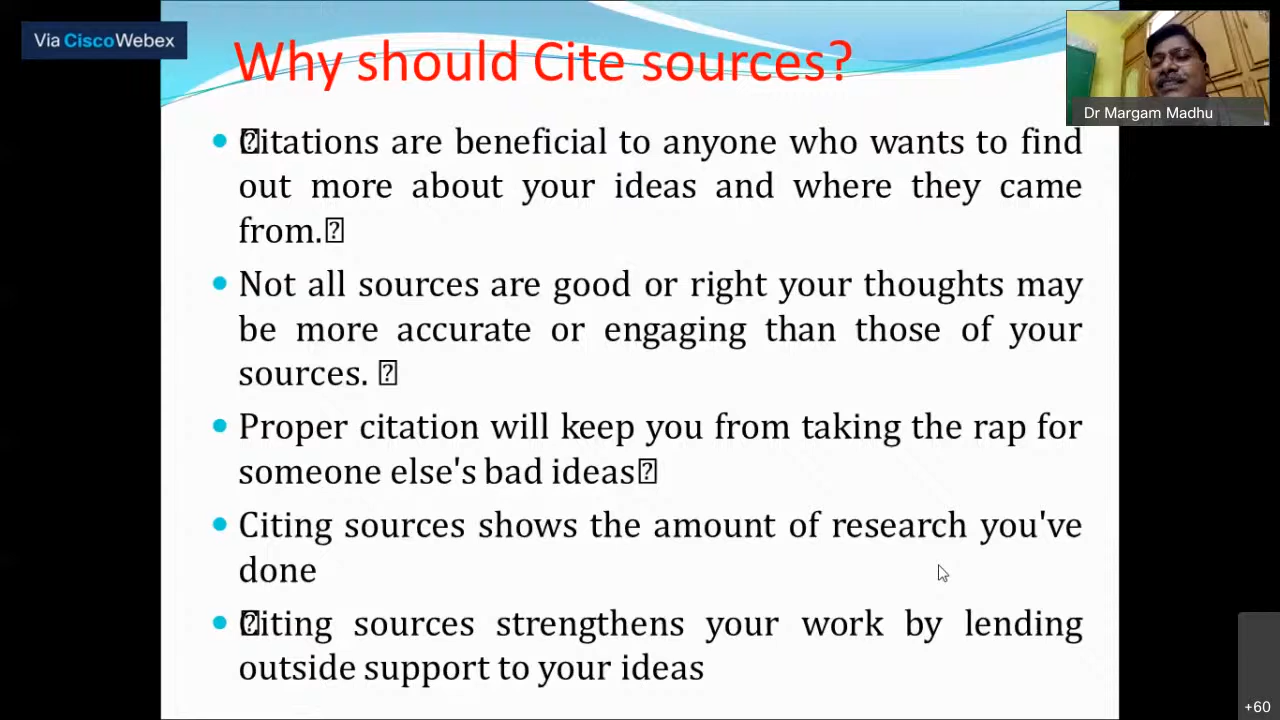 Via Cisco Webex
Why should Cite sources?
Dr Margam Madhu
• Citations are beneficial to anyone who wants to find
out more about your ideas and where they came
from.
• Not all sources are good or right your thoughts may
be more accurate or engaging than those of your
sources.
• Proper citation will keep you from taking the rap for
someone else's bad ideas
• Citing sources shows the amount of research you've
done
• Citing sources strengthens your work by lending
outside support to your ideas
+60